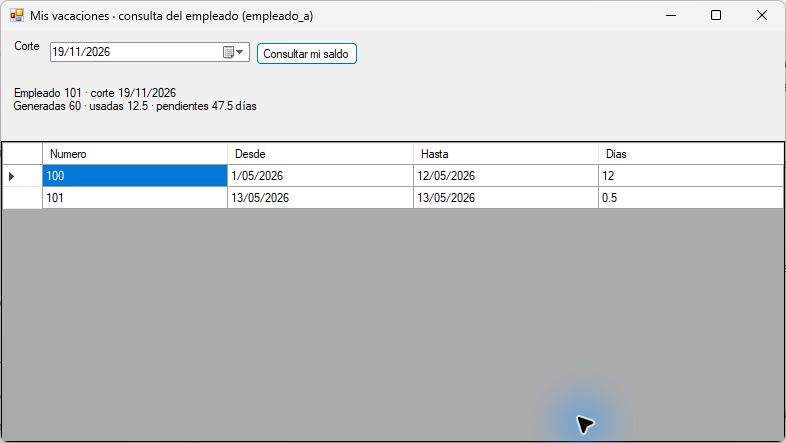 Mis vacaciones · consulta del empleado (empleado_a)
Corte 19/11/2026 Consultar mi saldo
Empleado 101 · corte 19/11/2026
Generadas 60 · usadas 12.5 · pendientes 47.5 días
Numero Desde Hasta Dias
100 1/05/2026 12/05/2026 12
101 13/05/2026 13/05/2026 0.5